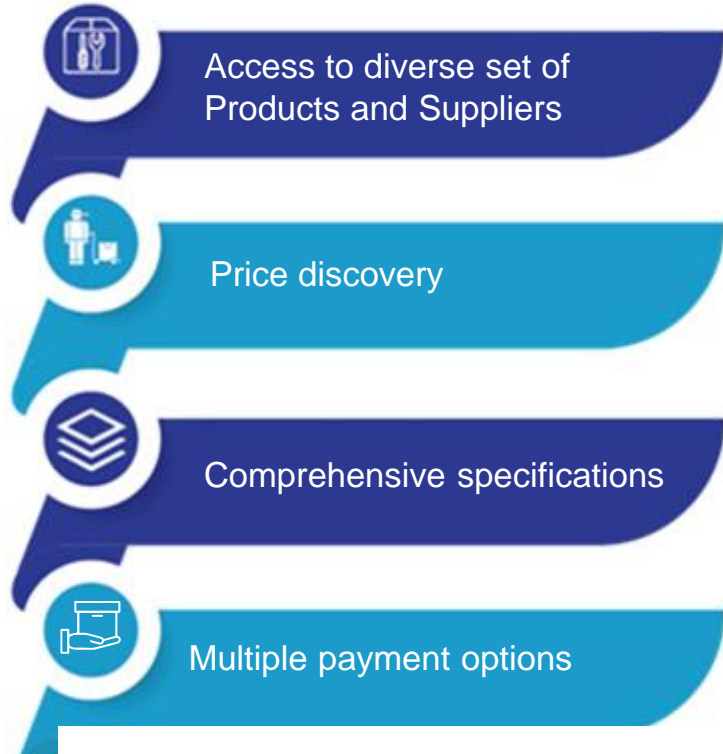 Access to diverse set of
Products and Suppliers
Price discovery
Comprehensive specifications
Multiple payment options